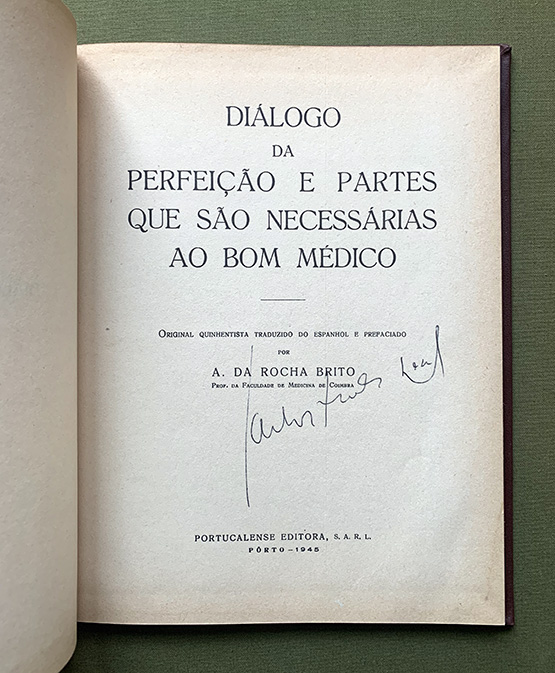 DIÁLOGO
DA
PERFEIÇÃO E PARTES
QUE SÃO NECESSÁRIAS
AO BOM MÉDICO
ORIGINAL QUINHENTISTA TRADUZIDO DO ESPANHOL E PREFACIADO
POR
A. DA ROCHA BRITO
PROF. DA FACULDADE DE MEDICINA DE COIMBRA
PORTUCALENSE EDITORA, S. A. R. L.
PÔRTO – 1945